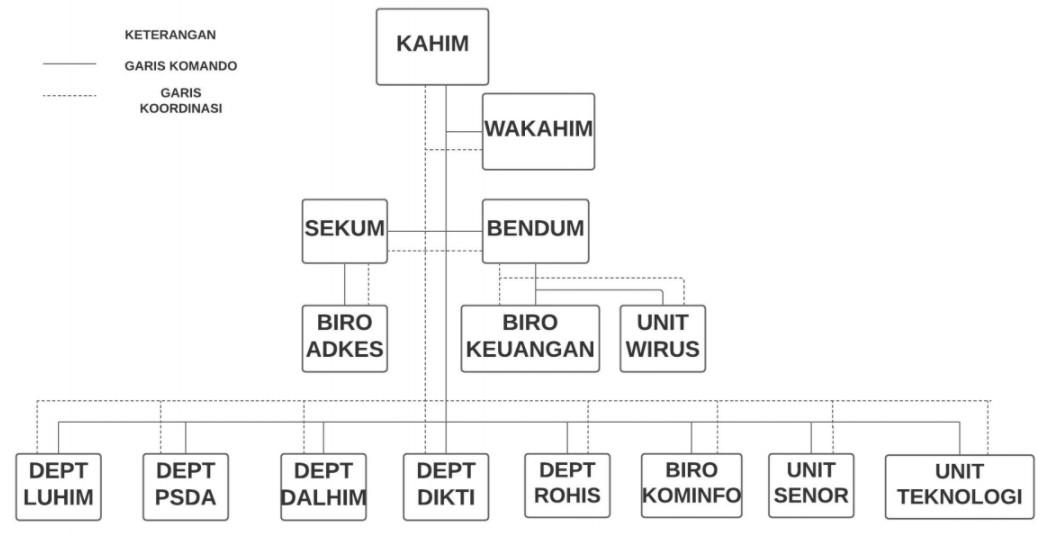 KETERANGAN
GARIS KOMANDO
GARIS
KOORDINASI
KAHIM
WAKAHIM
SEKUM
BENDUM
BIRO
ADKES
BIRO
KEUANGAN
UNIT
WIRUS
DEPT
LUHIM
DEPT
PSDA
DEPT
DALHIM
DEPT
DIKTI
DEPT
ROHIS
BIRO
KOMINFO
UNIT
SENOR
UNIT
TEKNOLOGI